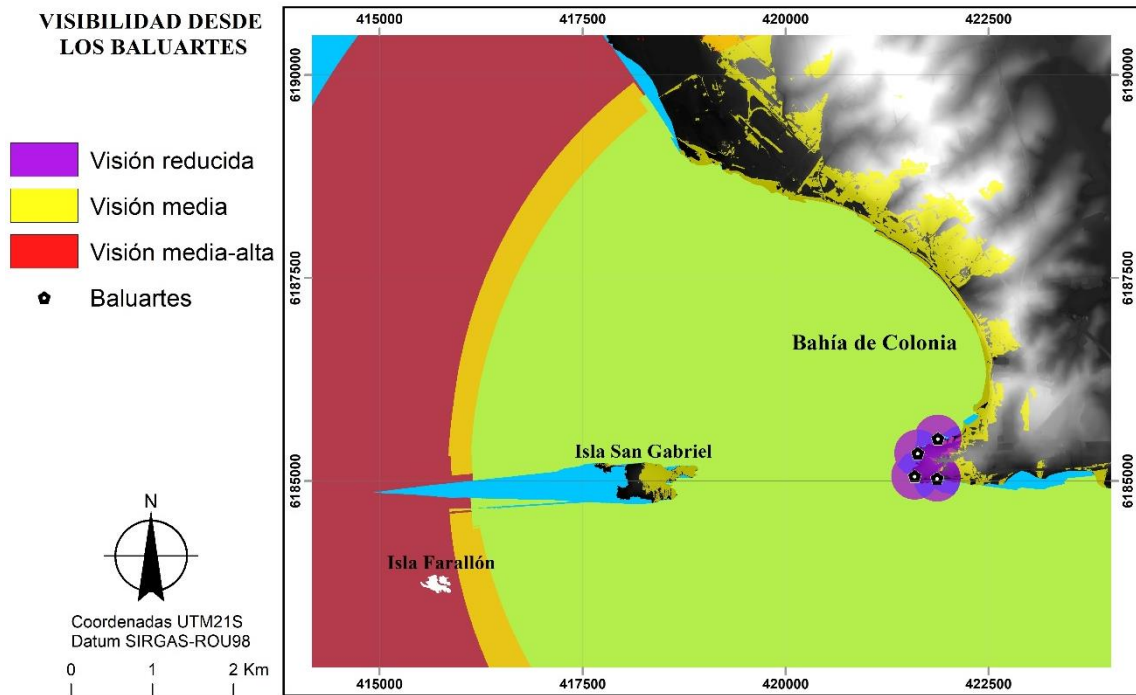 VISIBILIDAD DESDE
LOS BALUARTES
Visión reducida
Visión media
Visión media-alta
Baluartes
N
Coordenadas UTM21S
Datum SIRGAS-ROU98
0 1 2 Km
415000 417500 420000 422500
6190000
6187500
6185000
6190000
6187500
6185000
Bahía de Colonia
Isla San Gabriel
Isla Farallón
415000 417500 420000 422500